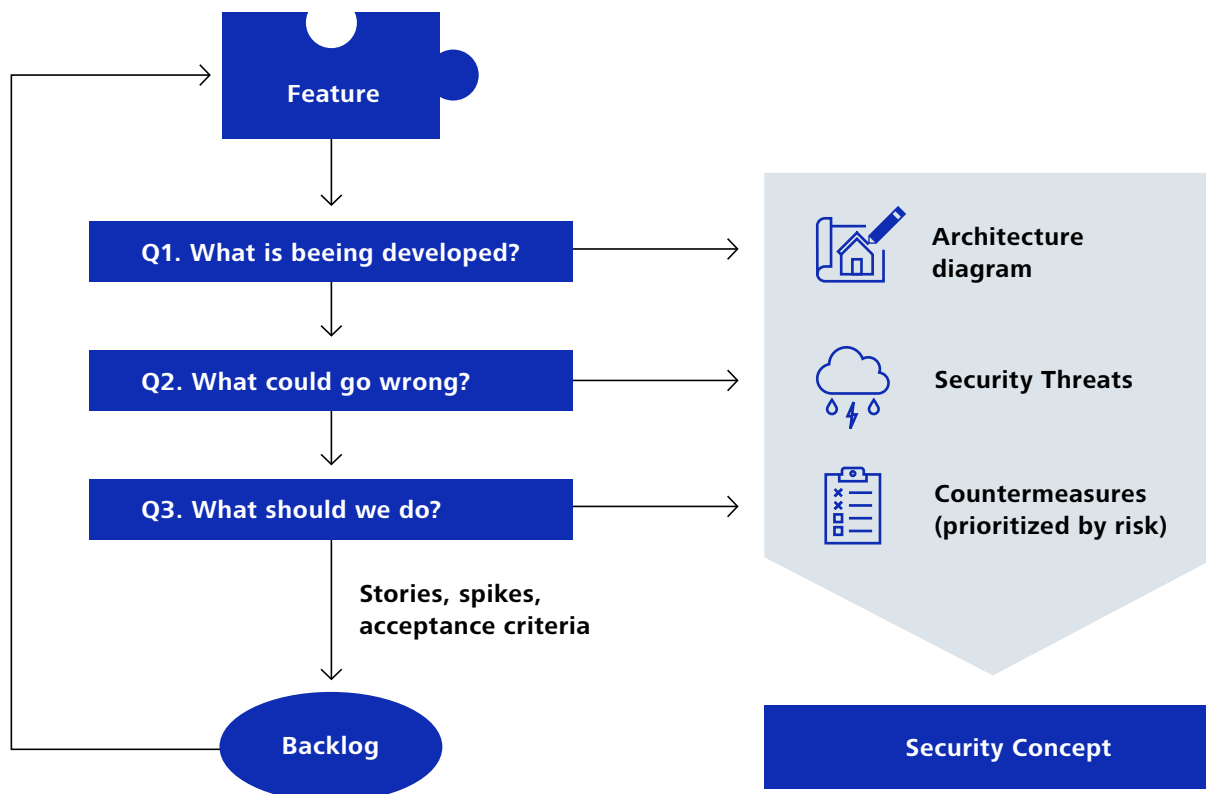 Feature
Q1. What is beeing developed?
Architecture
diagram
Q2. What could go wrong?
Security Threats
Q3. What should we do?
Countermeasures
(prioritized by risk)
Stories, spikes,
acceptance criteria
Backlog
Security Concept